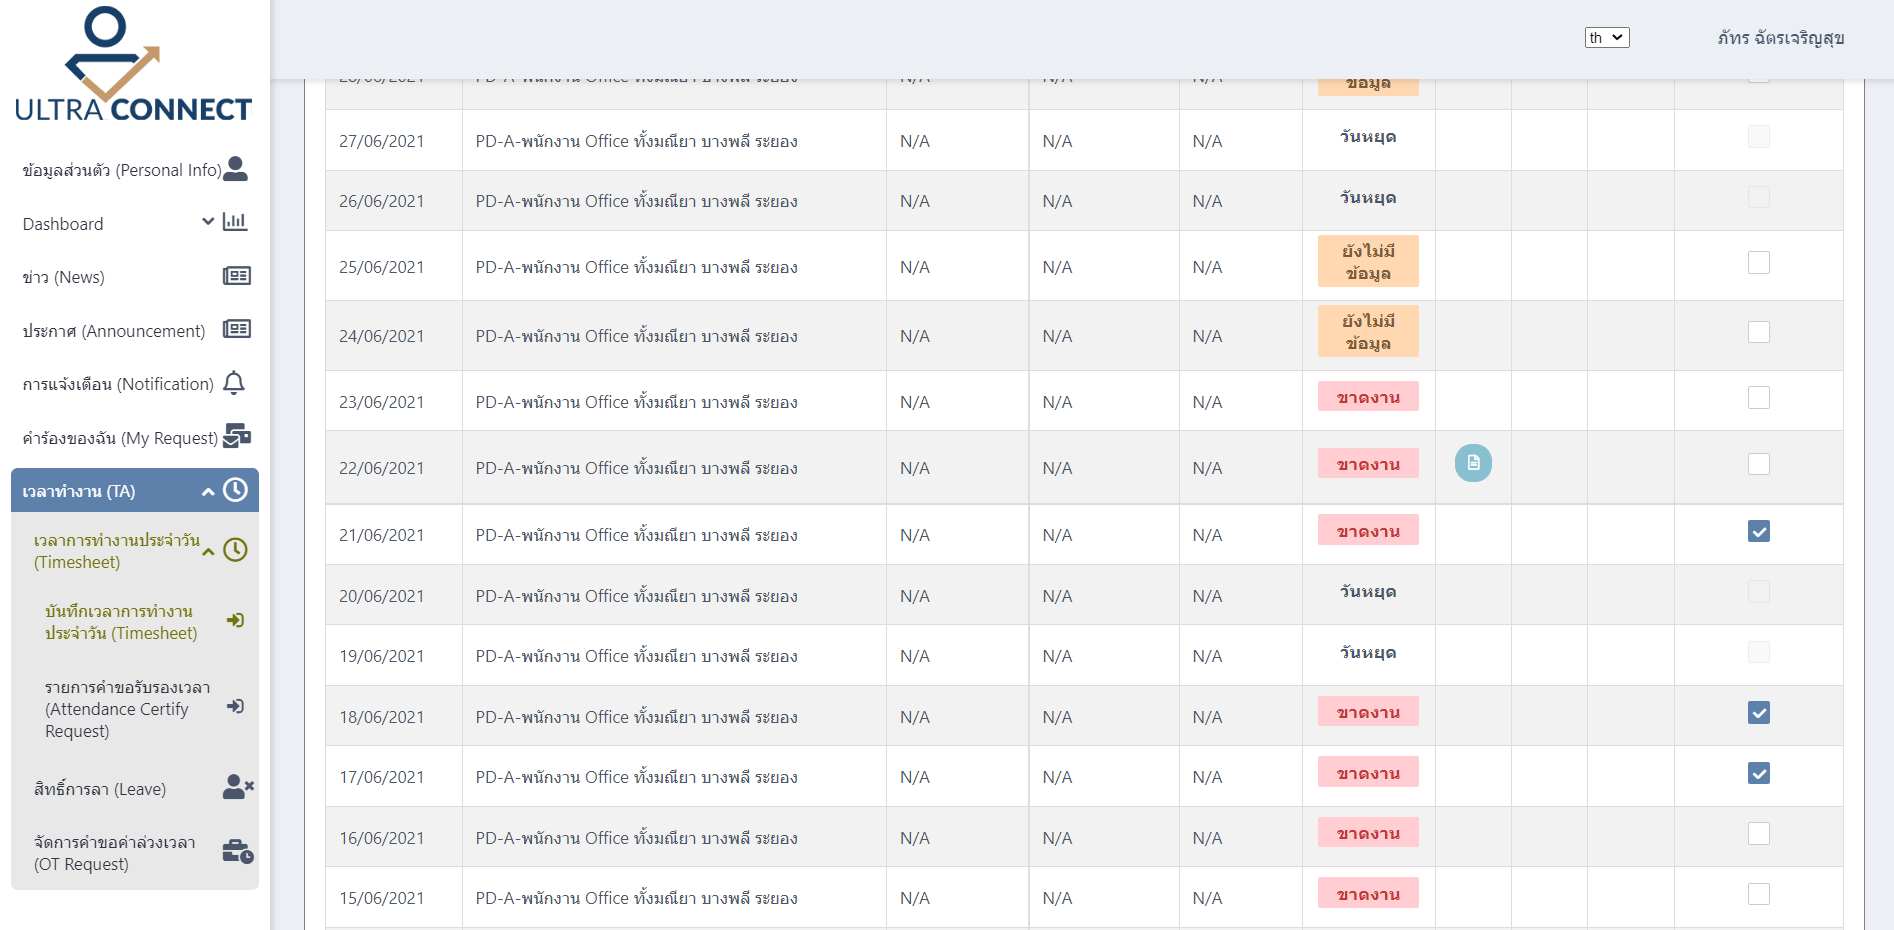 ULTRA CONNECT
th
ภัทร ฉัตรเจริญสุข
ข้อมูลส่วนตัว (Personal Info)
Dashboard
ข่าว (News)
ประกาศ (Announcement)
การแจ้งเตือน (Notification)
คำร้องของฉัน (My Request)
เวลาทำงาน (TA)
เวลาการทำงานประจำวัน
(Timesheet)
บันทึกเวลาการทำงาน
ประจำวัน (Timesheet)
รายการคำขอรับรองเวลา
(Attendance Certify
Request)
สิทธิ์การลา (Leave)
จัดการคำขอค่าล่วงเวลา
(OT Request)
28/06/2021 PD-A-พนักงาน Office ทั้งมณียา บางพลี ระยอง N/A N/A N/A ข้อมูล
27/06/2021 PD-A-พนักงาน Office ทั้งมณียา บางพลี ระยอง N/A N/A N/A วันหยุด
26/06/2021 PD-A-พนักงาน Office ทั้งมณียา บางพลี ระยอง N/A N/A N/A วันหยุด
25/06/2021 PD-A-พนักงาน Office ทั้งมณียา บางพลี ระยอง N/A N/A N/A ยังไม่มี
ข้อมูล
24/06/2021 PD-A-พนักงาน Office ทั้งมณียา บางพลี ระยอง N/A N/A N/A ยังไม่มี
ข้อมูล
23/06/2021 PD-A-พนักงาน Office ทั้งมณียา บางพลี ระยอง N/A N/A N/A ขาดงาน
22/06/2021 PD-A-พนักงาน Office ทั้งมณียา บางพลี ระยอง N/A N/A N/A ขาดงาน
21/06/2021 PD-A-พนักงาน Office ทั้งมณียา บางพลี ระยอง N/A N/A N/A ขาดงาน
20/06/2021 PD-A-พนักงาน Office ทั้งมณียา บางพลี ระยอง N/A N/A N/A วันหยุด
19/06/2021 PD-A-พนักงาน Office ทั้งมณียา บางพลี ระยอง N/A N/A N/A วันหยุด
18/06/2021 PD-A-พนักงาน Office ทั้งมณียา บางพลี ระยอง N/A N/A N/A ขาดงาน
17/06/2021 PD-A-พนักงาน Office ทั้งมณียา บางพลี ระยอง N/A N/A N/A ขาดงาน
16/06/2021 PD-A-พนักงาน Office ทั้งมณียา บางพลี ระยอง N/A N/A N/A ขาดงาน
15/06/2021 PD-A-พนักงาน Office ทั้งมณียา บางพลี ระยอง N/A N/A N/A ขาดงาน